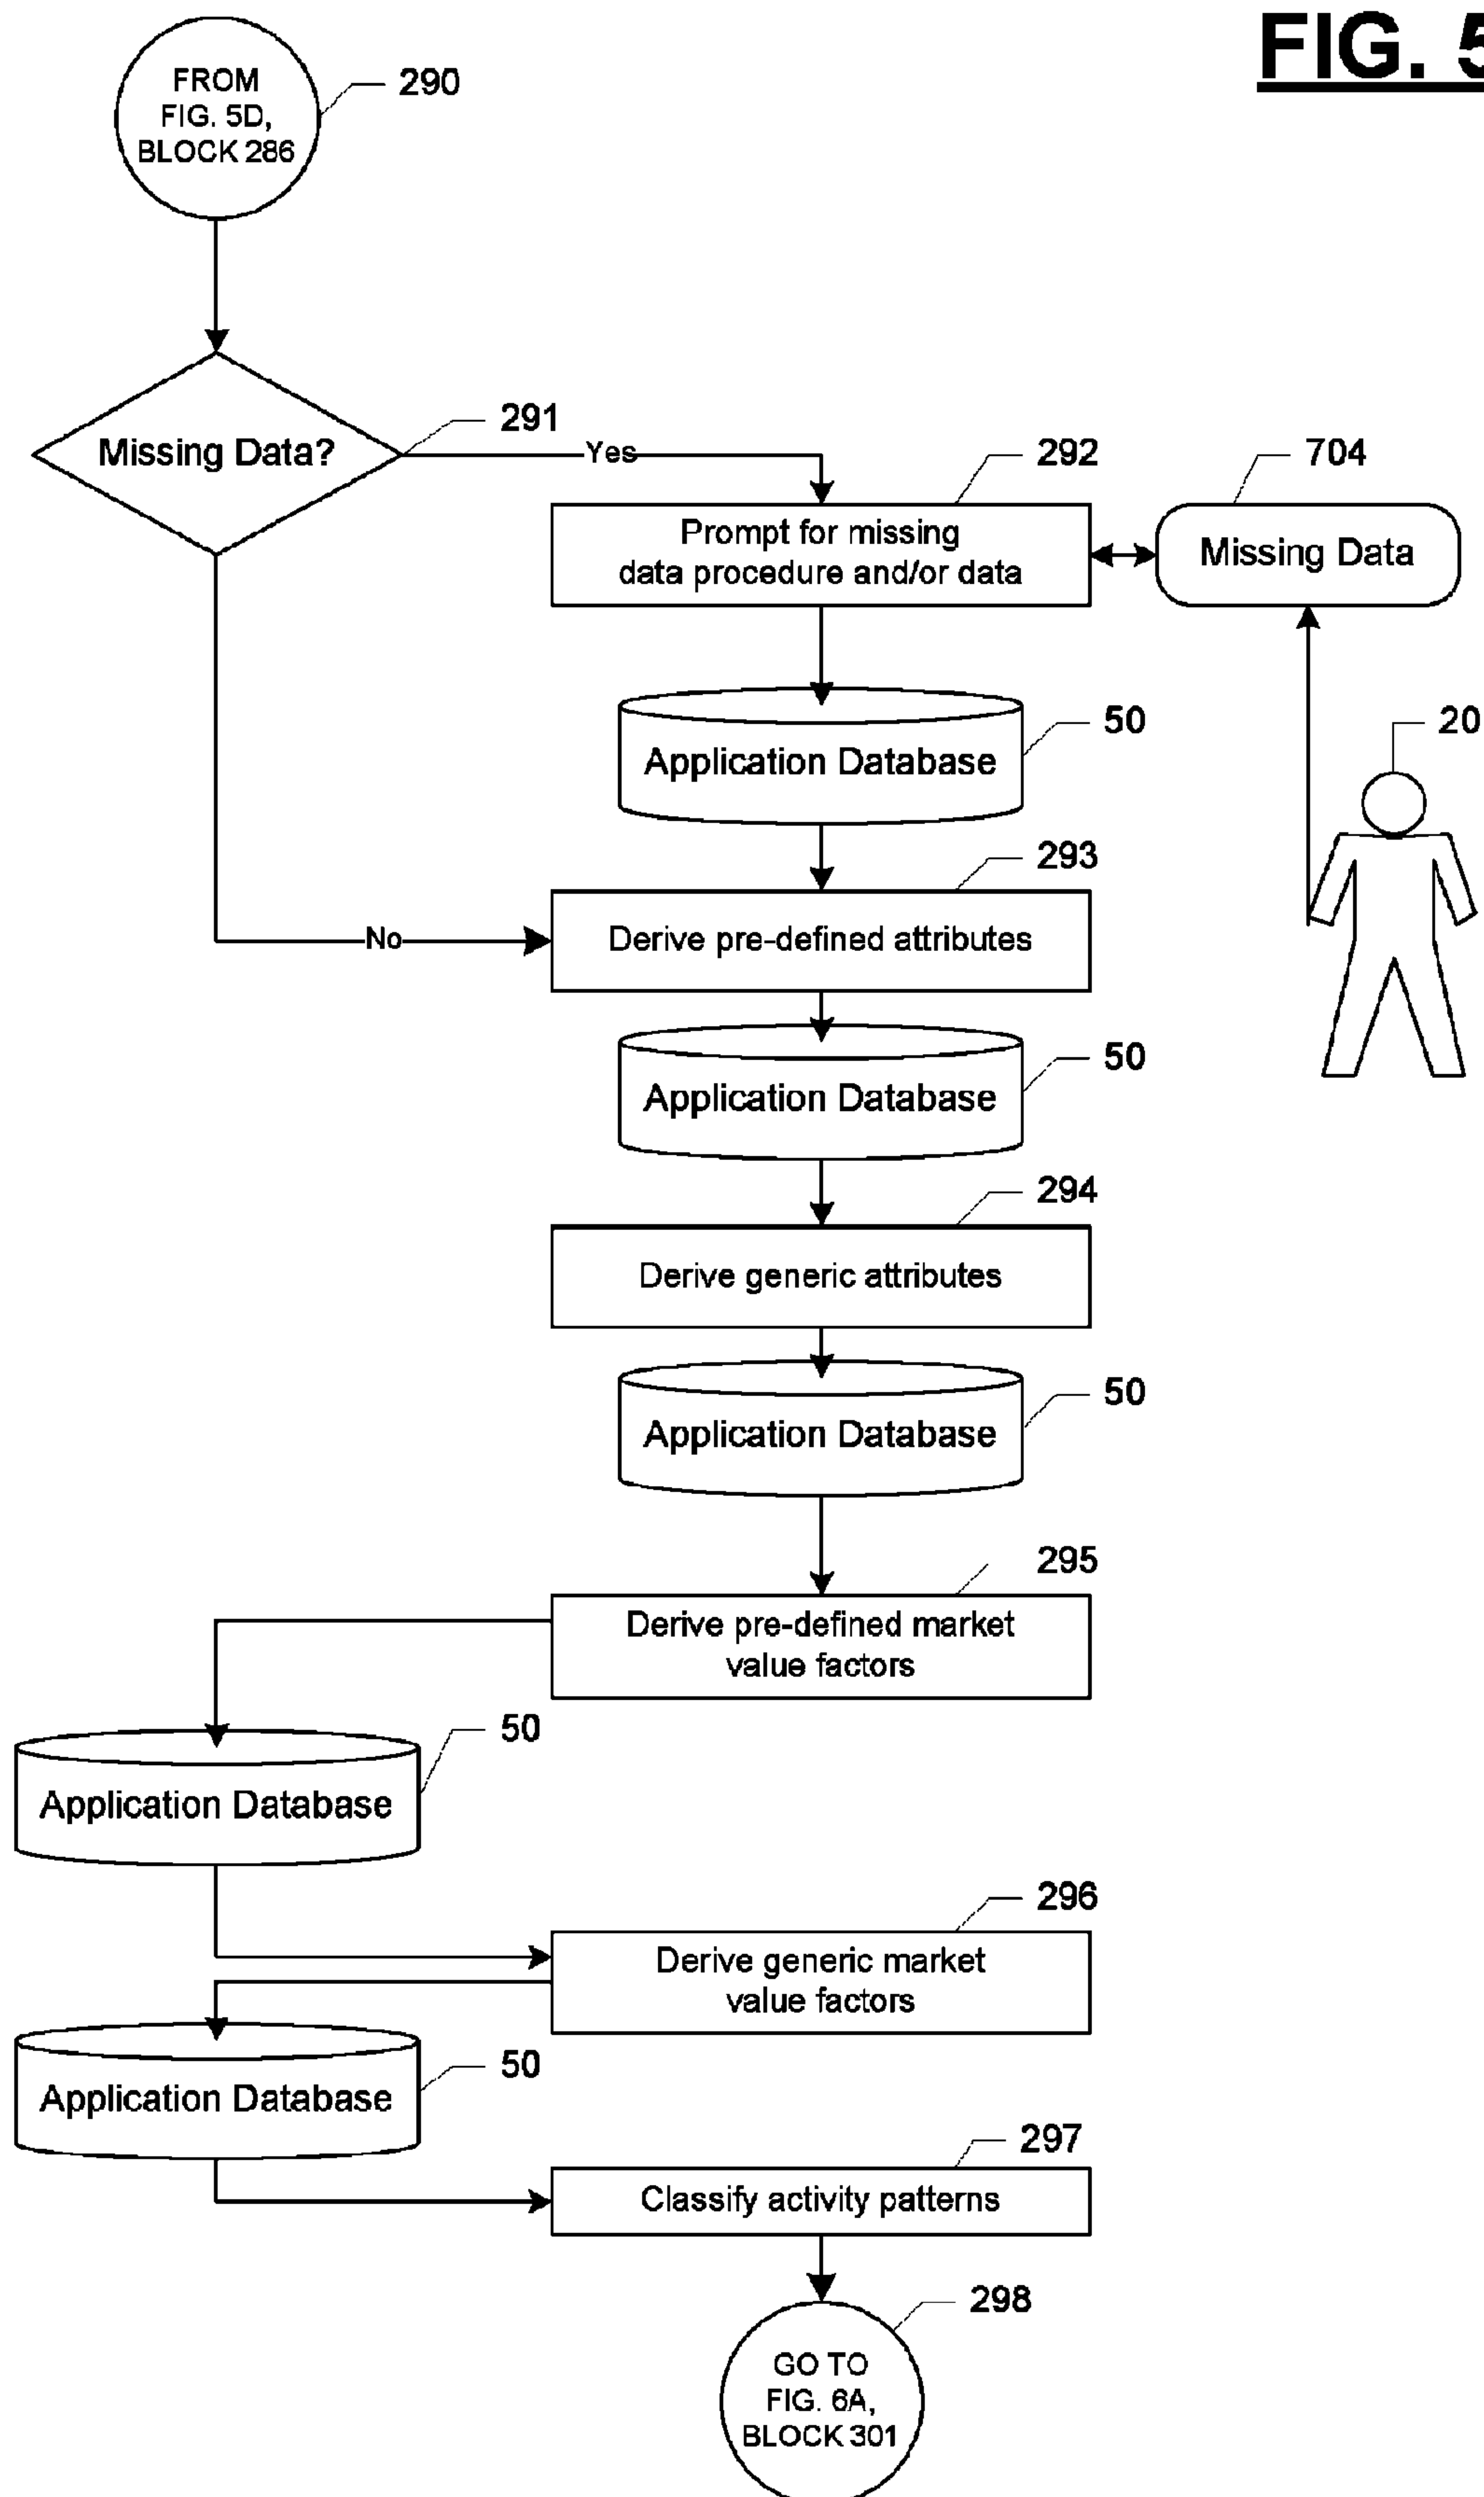 FIG. 5
FROM
FIG. 5D,
BLOCK 286
290
Missing Data?
291
Yes
292
704
Prompt for missing
data procedure and/or data
Missing Data
Application Database
50
20
293
No
Derive pre-defined attributes
Application Database
50
294
Derive generic attributes
Application Database
50
295
Derive pre-defined market
value factors
50
Application Database
296
Derive generic market
value factors
50
Application Database
297
Classify activity patterns
298
GO TO
FIG. 6A,
BLOCK 301